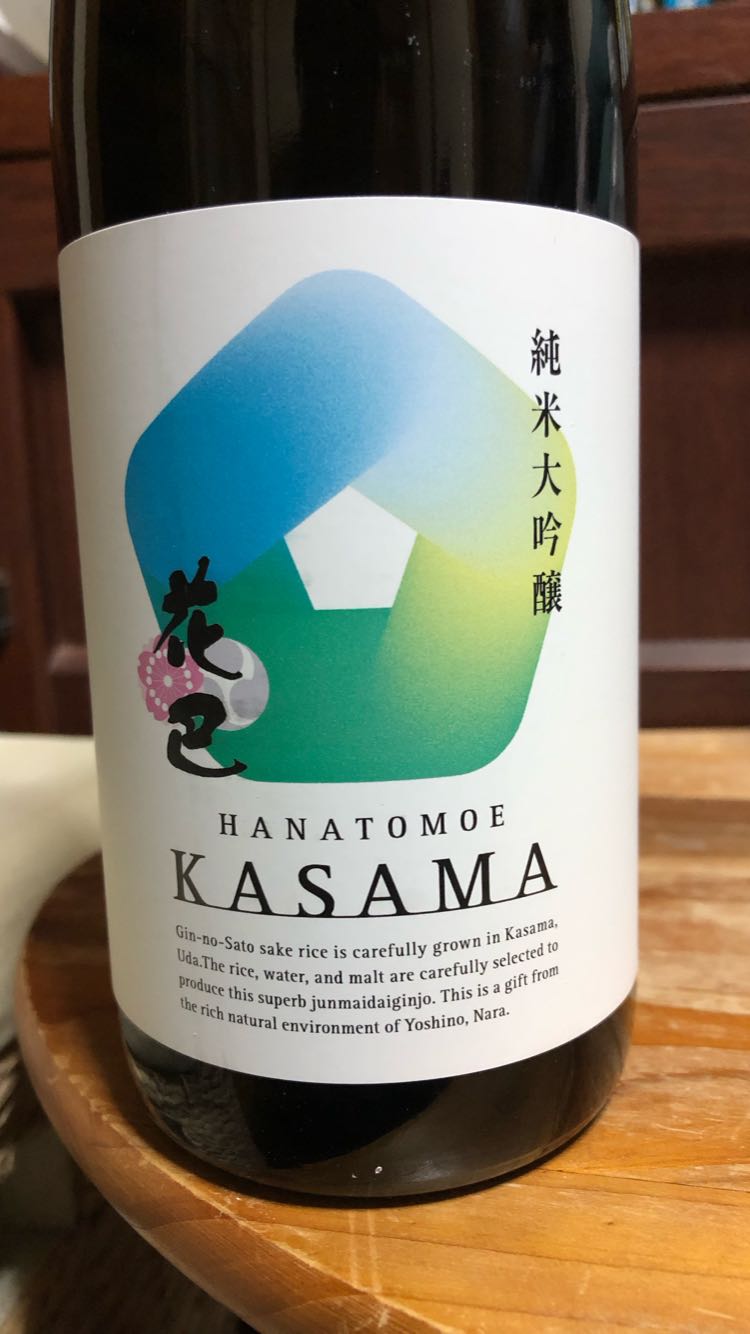 純米大吟醸
花巴
HANATOMOE
KASAMA
Gin-no-Sato sake rice is carefully grown in Kasama,
Uda.The rice, water, and malt are carefully selected to
produce this superb junmaidaiginjo. This is a gift from
the rich natural environment of Yoshino, Nara.